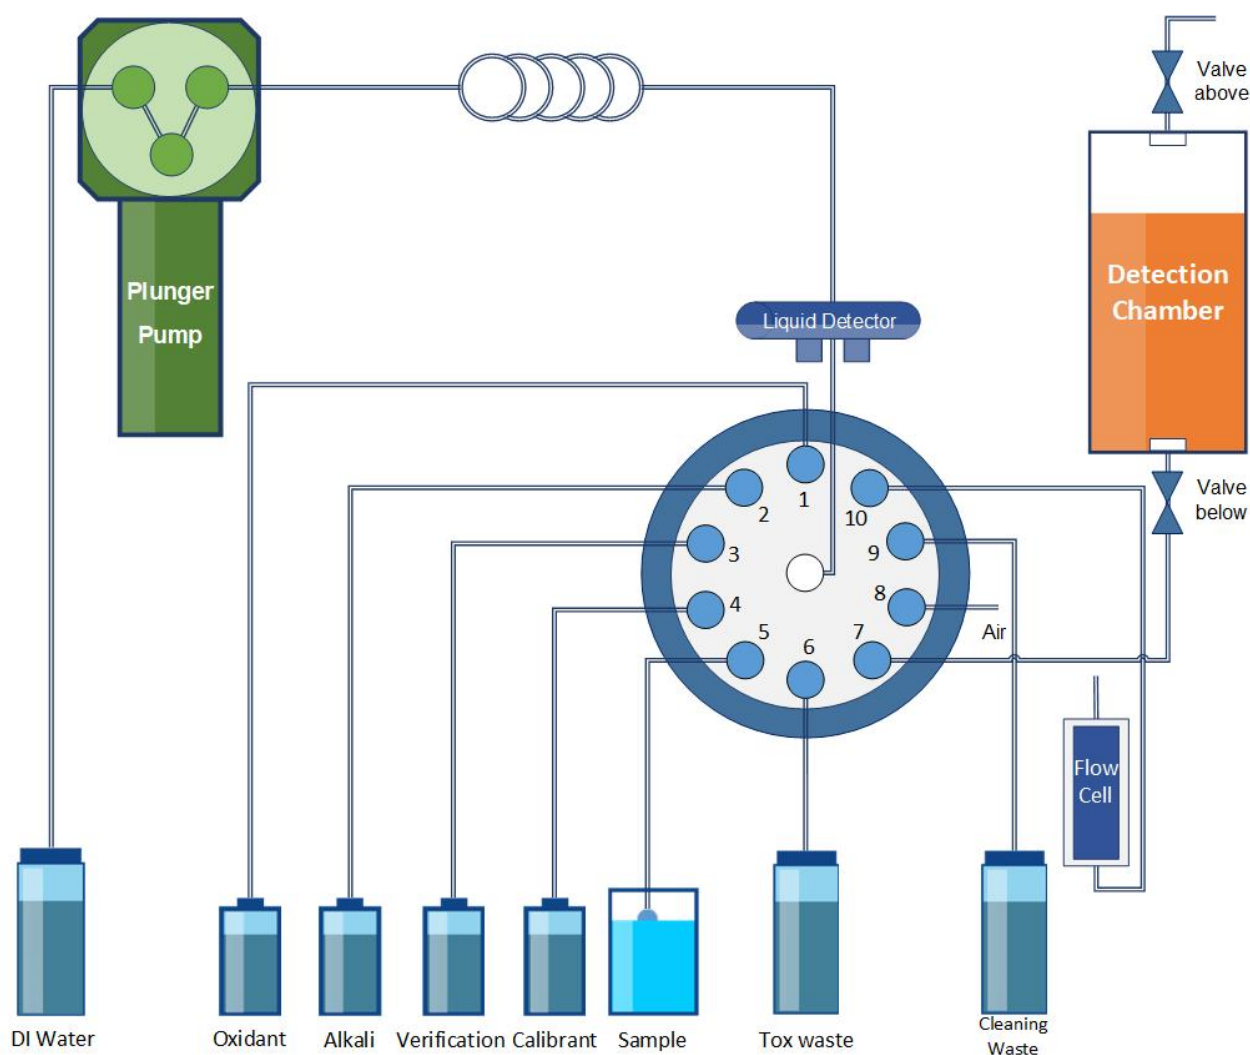 Valve
above
Plunger
Pump
Detection
Chamber
Liquid Detector
Valve
below
1
2
10
3
9
4
8
5
6
7
Air
Flow
Cell
DI Water
Oxidant
Alkali
Verification
Calibrant
Sample
Tox waste
Cleaning
Waste